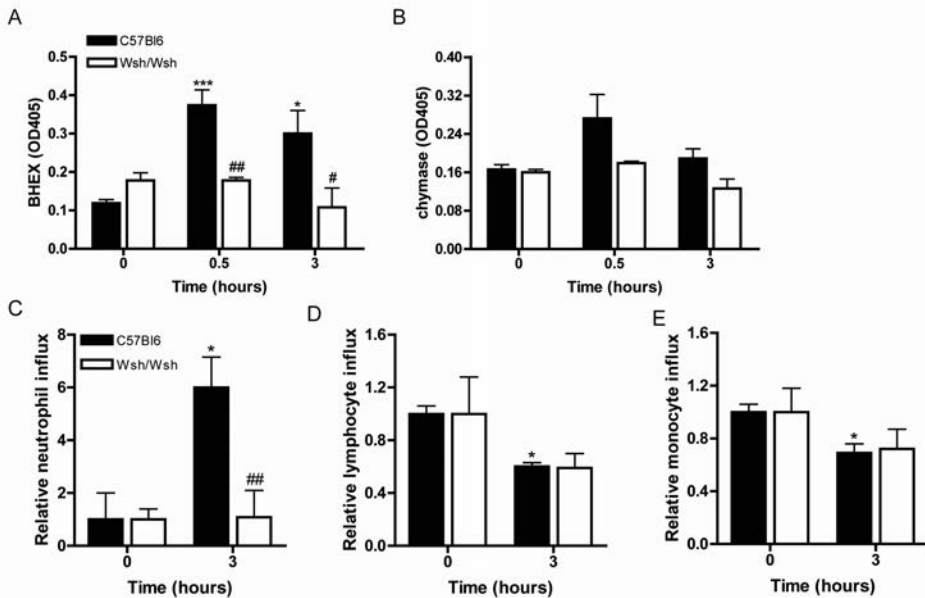 A
C57Bl6
Wsh/Wsh
BHEX (OD405)
0.5
0.4
0.3
0.2
0.1
0.0
***
*
##
#
0
0.5
3
Time (hours)
B
chymase (OD405)
0.40
0.32
0.24
0.16
0.08
0.00
0
0.5
3
Time (hours)
C
C57Bl6
Wsh/Wsh
Relative neutrophil influx
8
6
4
2
0
*
##
0
3
Time (hours)
D
Relative lymphocyte influx
1.6
1.2
0.8
0.4
0.0
*
0
3
Time (hours)
E
Relative monocyte influx
1.6
1.2
0.8
0.4
0.0
*
0
3
Time (hours)